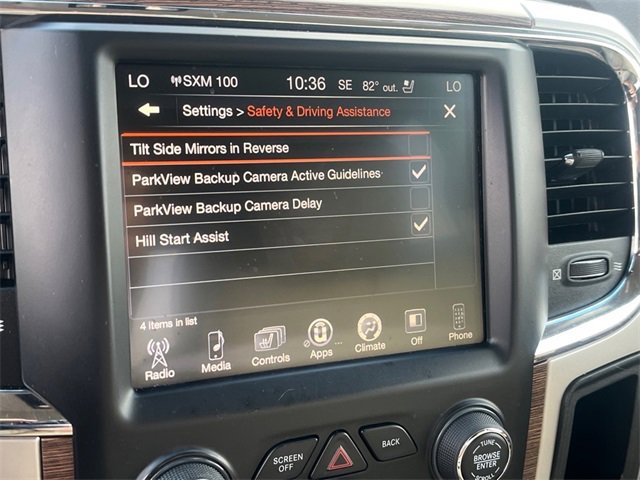 LO SXM 100 10:36 SE 82° out. LO
Settings > Safety & Driving Assistance X
Tilt Side Mirrors in Reverse
ParkView Backup Camera Active Guidelines
ParkView Backup Camera Delay
Hill Start Assist
4 items in list
Radio Media Controls Apps ... Climate Off Phone
SCREEN OFF
BACK
TUNE
BROWSE
ENTER
SCROLL